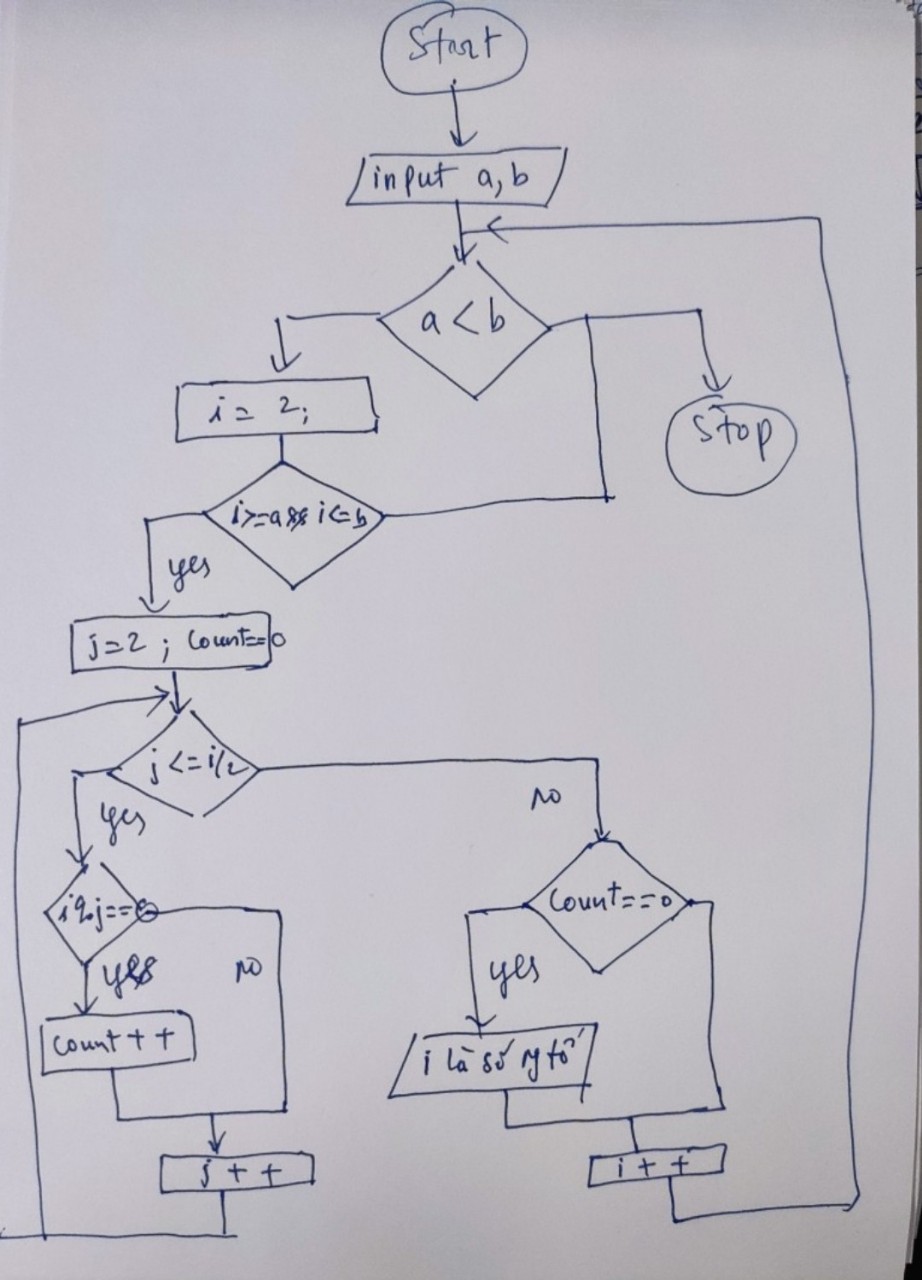 Start
input a, b
a < b
i = 2;
Stop
i>=a && i<=b
yes
j=2 ; Count==0
j <= i/2
yes
no
i%j==0
Count==0
yes
no
yes
count++
i là số ng tố
j++
i++